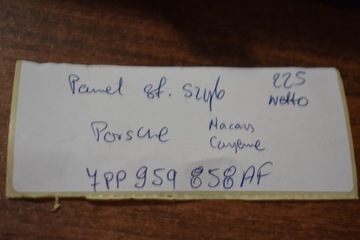 Panel st. szyb 225
netto
Porsche Macan
Cayenne
7PP 959 858 AF